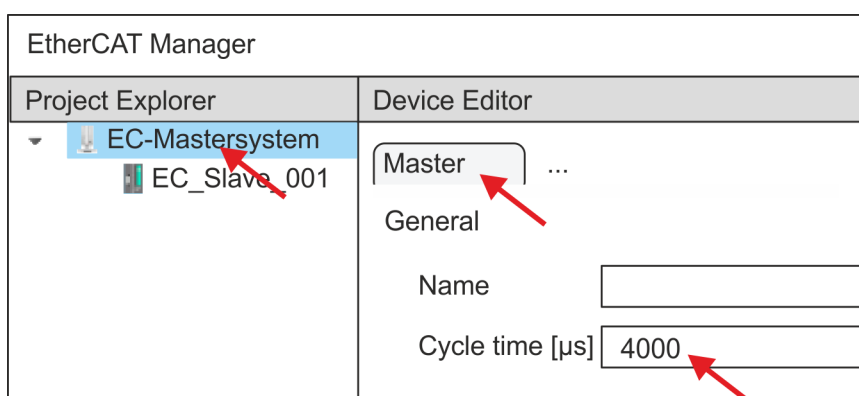 EtherCAT Manager
Project Explorer
Device Editor
EC-Mastersystem
EC_Slave_001
Master
...
General
Name
Cycle time [µs]
4000